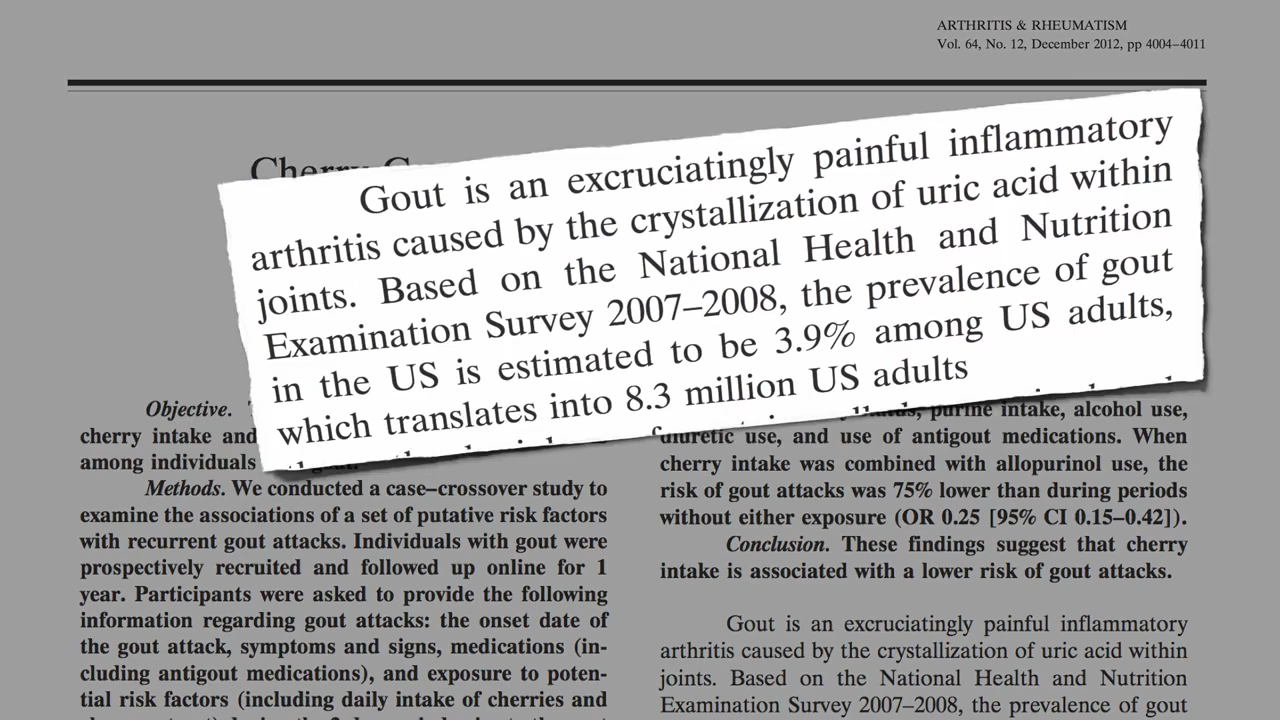 ARTHRITIS & RHEUMATISM
Vol. 64, No. 12, December 2012, pp 4004–4011
Cherry
Gout is an excruciatingly painful inflammatory
arthritis caused by the crystallization of uric acid within
joints. Based on the National Health and Nutrition
Examination Survey 2007–2008, the prevalence of gout
in the US is estimated to be 3.9% among US adults,
which translates into 8.3 million US adults
Objective.
cherry intake and
among individuals
Methods. We conducted a case–crossover study to
examine the associations of a set of putative risk factors
with recurrent gout attacks. Individuals with gout were
prospectively recruited and followed up online for 1
year. Participants were asked to provide the following
information regarding gout attacks: the onset date of
the gout attack, symptoms and signs, medications (in-
cluding antigout medications), and exposure to poten-
tial risk factors (including daily intake of cherries and
purine intake, alcohol use,
diuretic use, and use of antigout medications. When
cherry intake was combined with allopurinol use, the
risk of gout attacks was 75% lower than during periods
without either exposure (OR 0.25 [95% CI 0.15–0.42]).
Conclusion. These findings suggest that cherry
intake is associated with a lower risk of gout attacks.
Gout is an excruciatingly painful inflammatory
arthritis caused by the crystallization of uric acid within
joints. Based on the National Health and Nutrition
Examination Survey 2007–2008, the prevalence of gout